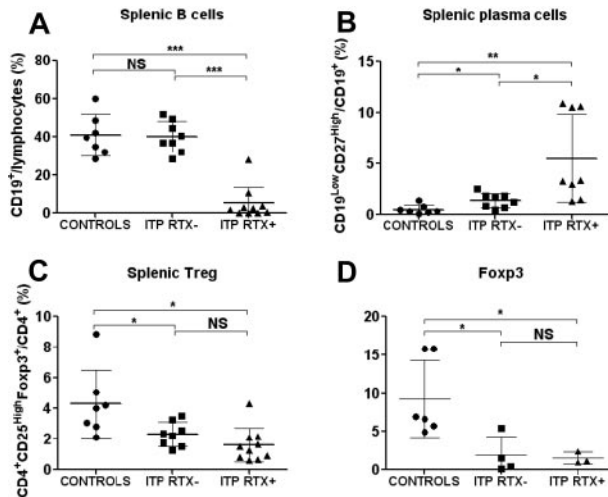 A
Splenic B cells
***
NS
***
CD19+/lymphocytes (%)
60
40
20
0
CONTROLS
ITP RTX-
ITP RTX+
B
Splenic plasma cells
**
*
*
CD19LowCD27High/CD19+ (%)
15
10
5
0
CONTROLS
ITP RTX-
ITP RTX+
C
Splenic Treg
*
*
NS
CD4+CD25HighFoxp3+/CD4+ (%)
10
8
6
4
2
0
CONTROLS
ITP RTX-
ITP RTX+
D
Foxp3
*
*
NS
20
15
10
5
0
CONTROLS
ITP RTX-
ITP RTX+